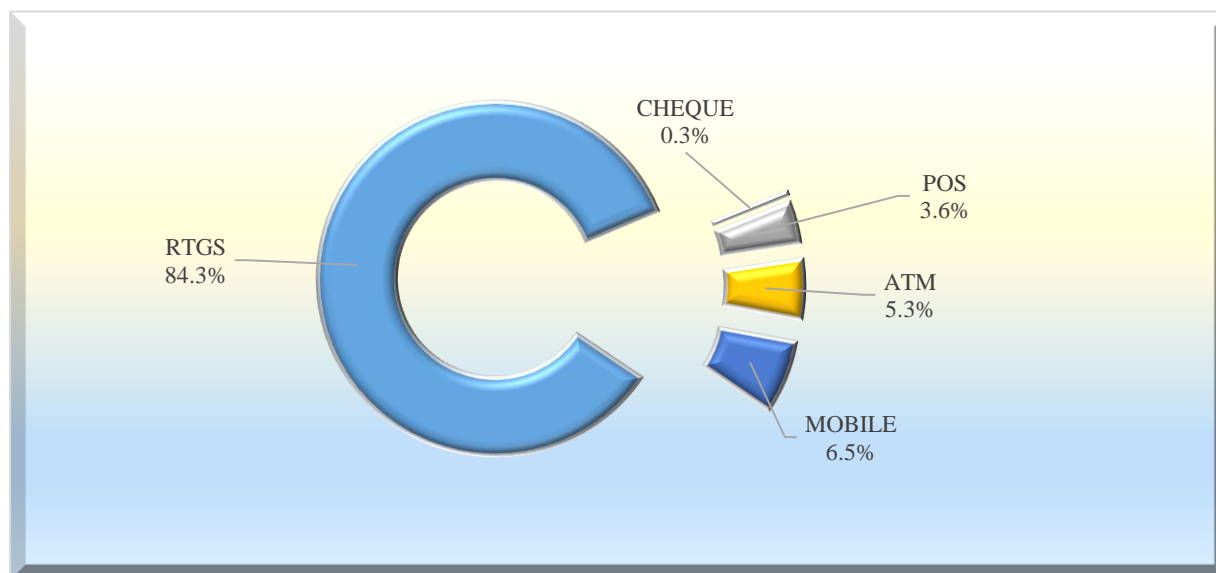 CHEQUE
0.3%
POS
3.6%
RTGS
84.3%
ATM
5.3%
MOBILE
6.5%